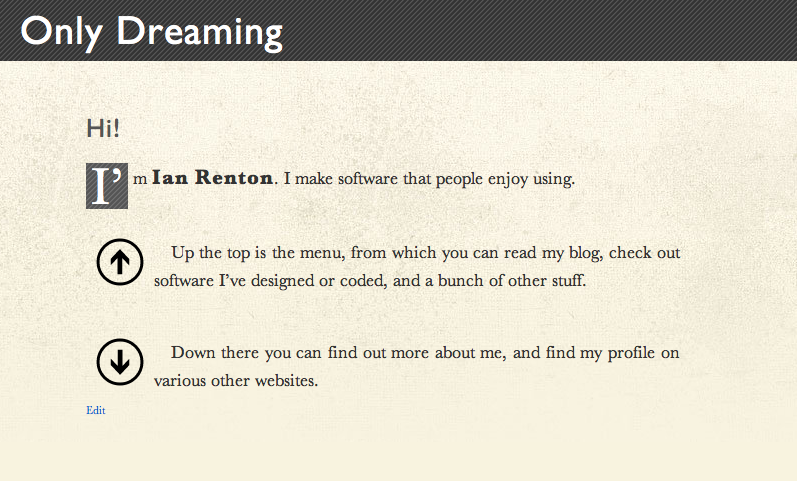 Only Dreaming
Hi!
I’m Ian Renton. I make software that people enjoy using.
Up the top is the menu, from which you can read my blog, check out
software I’ve designed or coded, and a bunch of other stuff.
Down there you can find out more about me, and find my profile on
various other websites.
Edit